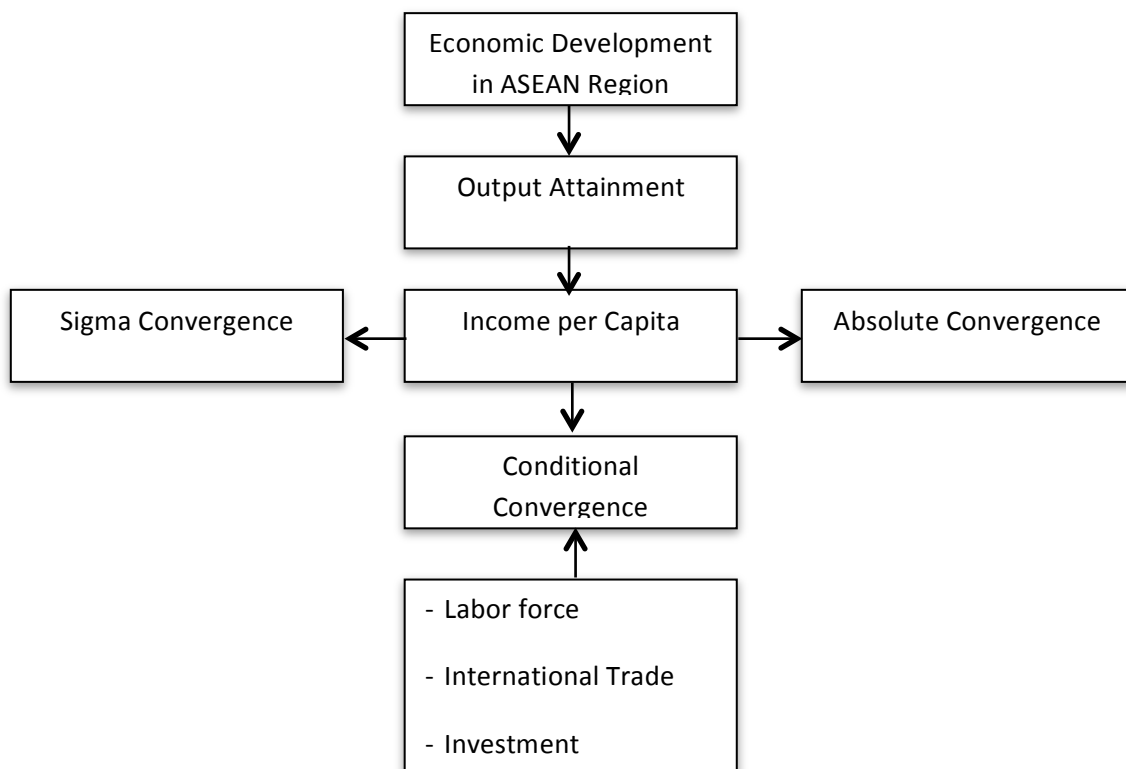 Economic Development
in ASEAN Region
Output Attainment
Sigma Convergence
Income per Capita
Absolute Convergence
Conditional
Convergence
- Labor force
- International Trade
- Investment